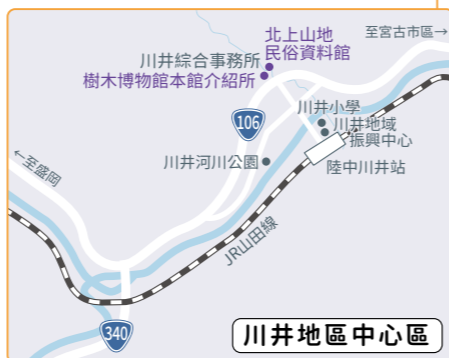 北上山地
民俗資料館
至宮古市區→
川井綜合事務所
樹木博物館本館介紹所
川井小學
106
川井地域
振興中心
川井河川公園
陸中川井站
←至盛岡
JR山田線
340
川井地區中心區